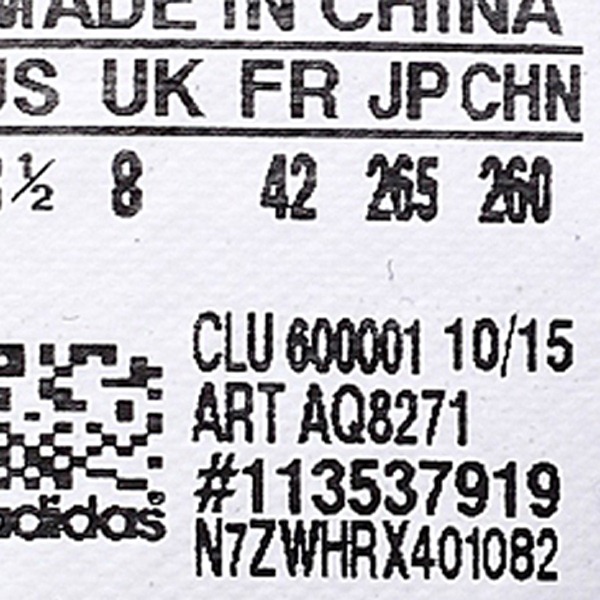 MADE IN CHINA
US UK FR JP CHN
½ 8 42 265 260
CLU 600001 10/15
ART AQ8271
#113537919
adidas®
N7ZWHRX401082